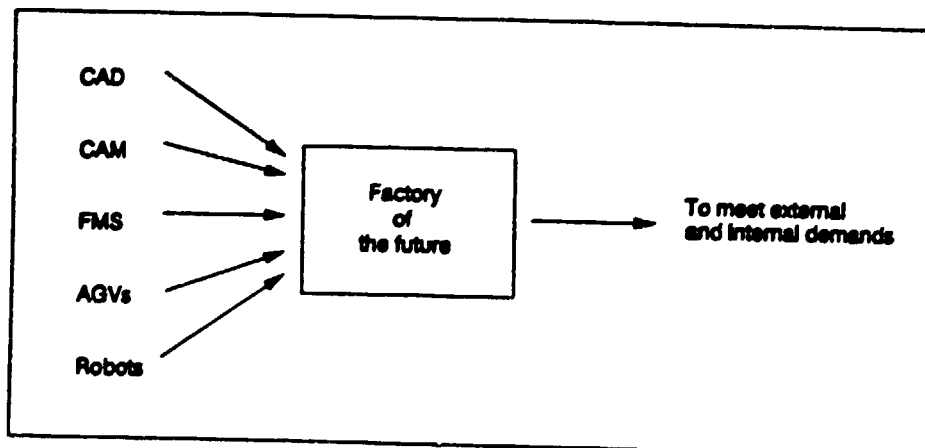 CAD
CAM
FMS
AGVs
Robots
Factory
of
the future
To meet external
and internal demands